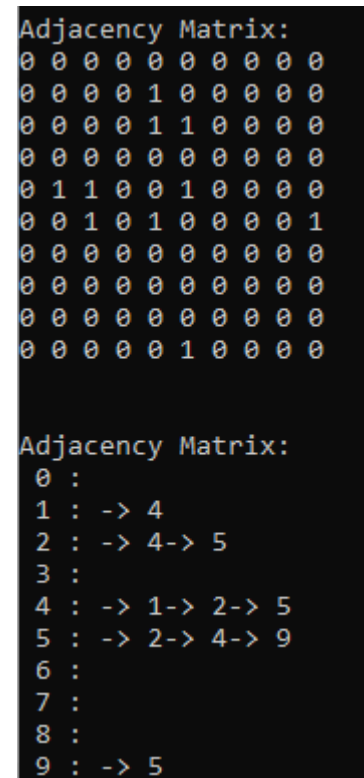 Adjacency Matrix:
0 0 0 0 0 0 0 0 0 0
0 0 0 0 1 0 0 0 0 0
0 0 0 0 1 1 0 0 0 0
0 0 0 0 0 0 0 0 0 0
0 1 1 0 0 1 0 0 0 0
0 0 1 0 1 0 0 0 0 1
0 0 0 0 0 0 0 0 0 0
0 0 0 0 0 0 0 0 0 0
0 0 0 0 0 0 0 0 0 0
0 0 0 0 0 1 0 0 0 0
Adjacency Matrix:
0 :
1 : -> 4
2 : -> 4-> 5
3 :
4 : -> 1-> 2-> 5
5 : -> 2-> 4-> 9
6 :
7 :
8 :
9 : -> 5